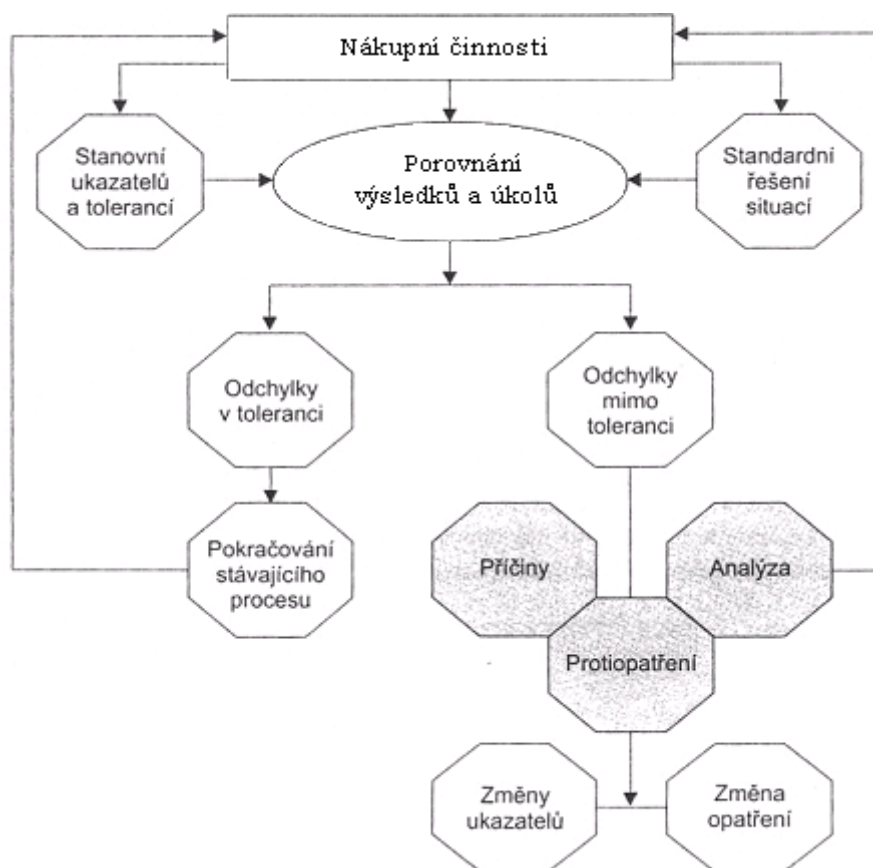 Nákupní činnosti
Stanovní
ukazatelů
a tolerancí
Porovnání
výsledků a úkolů
Standardní
řešení
situací
Odchylky
v toleranci
Odchylky
mimo
toleranci
Pokračování
stávajícího
procesu
Příčiny
Analýza
Protiopatření
Změny
ukazatelů
Změna
opatření